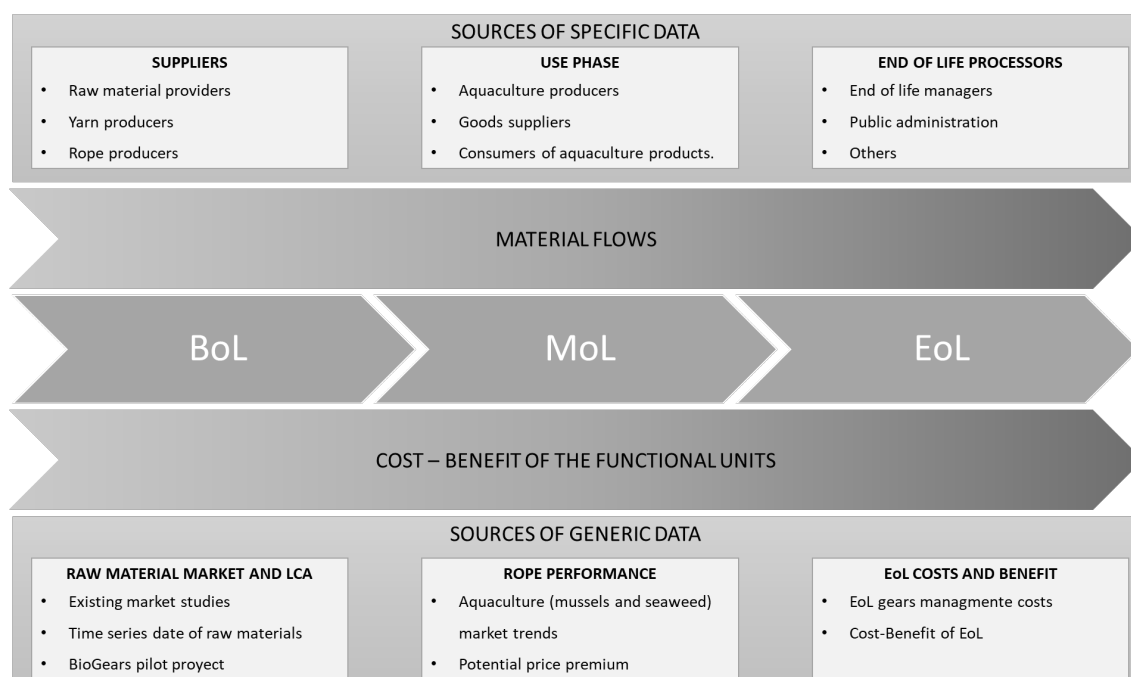 SOURCES OF SPECIFIC DATA
SUPPLIERS
• Raw material providers
• Yarn producers
• Rope producers
USE PHASE
• Aquaculture producers
• Goods suppliers
• Consumers of aquaculture products.
END OF LIFE PROCESSORS
• End of life managers
• Public administration
• Others
MATERIAL FLOWS
BoL
MoL
EoL
COST – BENEFIT OF THE FUNCTIONAL UNITS
SOURCES OF GENERIC DATA
RAW MATERIAL MARKET AND LCA
• Existing market studies
• Time series date of raw materials
• BioGears pilot proyect
ROPE PERFORMANCE
• Aquaculture (mussels and seaweed)
market trends
• Potential price premium
EoL COSTS AND BENEFIT
• EoL gears managmente costs
• Cost-Benefit of EoL